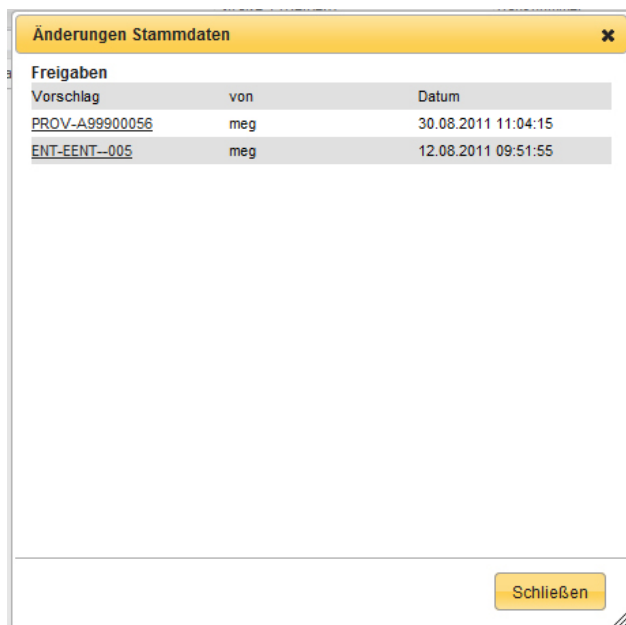 Änderungen Stammdaten
Freigaben
Vorschlag von Datum
PROV-A99900056 meg 30.08.2011 11:04:15
ENT-EENT--005 meg 12.08.2011 09:51:55
Schließen